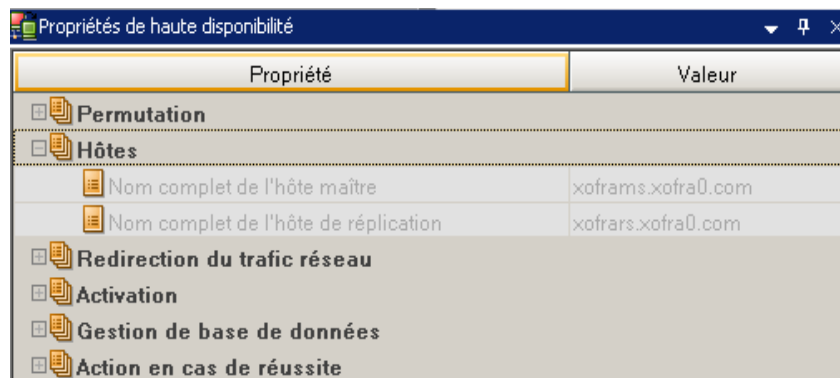 Propriétés de haute disponibilité
Propriété Valeur
Permutation
Hôtes
Nom complet de l'hôte maître xoframs.xofra0.com
Nom complet de l'hôte de réplication xofrars.xofra0.com
Redirection du trafic réseau
Activation
Gestion de base de données
Action en cas de réussite